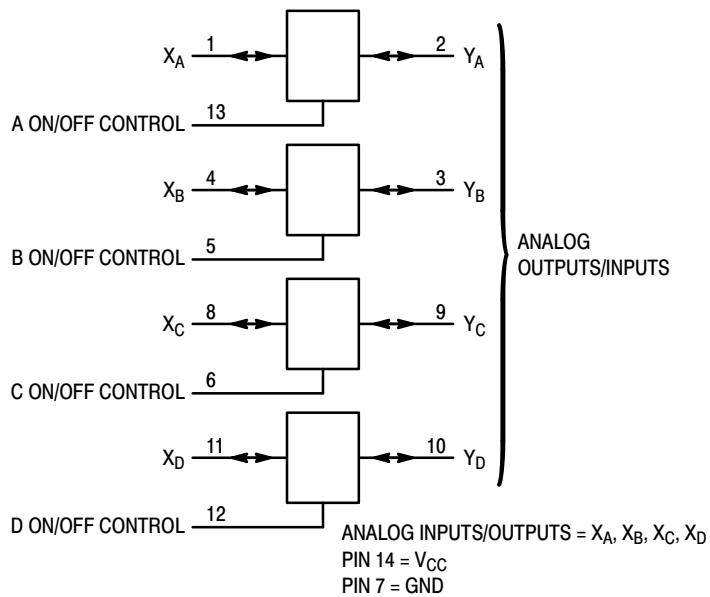 X_A 1 2 Y_A
A ON/OFF CONTROL 13
X_B 4 3 Y_B
B ON/OFF CONTROL 5
ANALOG
OUTPUTS/INPUTS
X_C 8 9 Y_C
C ON/OFF CONTROL 6
X_D 11 10 Y_D
D ON/OFF CONTROL 12
ANALOG INPUTS/OUTPUTS = X_A, X_B, X_C, X_D
PIN 14 = V_CC
PIN 7 = GND